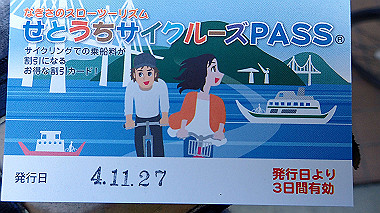 なぎさのスローツーリズム
せとうちサイクルーズPASS®
サイクリングでの乗船料が
割引になる
お得な割引カード!
発行日 4.11.27
発行日より
3日間有効